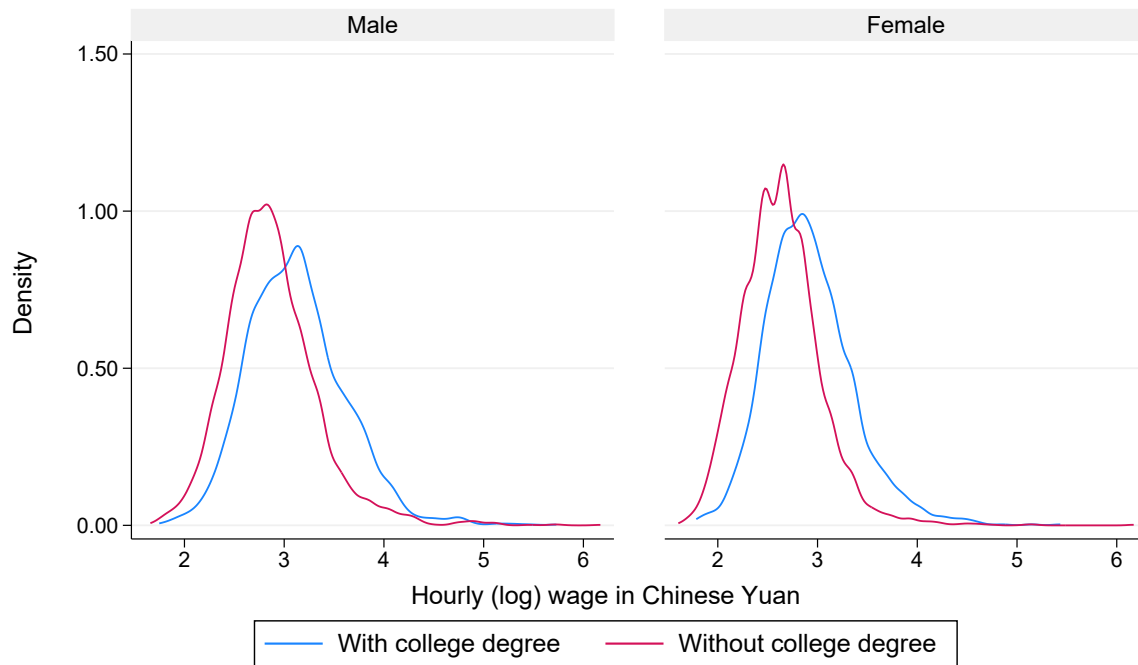 Male Female
1.50
1.00
0.50
0.00
Density
2 3 4 5 6 2 3 4 5 6
Hourly (log) wage in Chinese Yuan
With college degree Without college degree